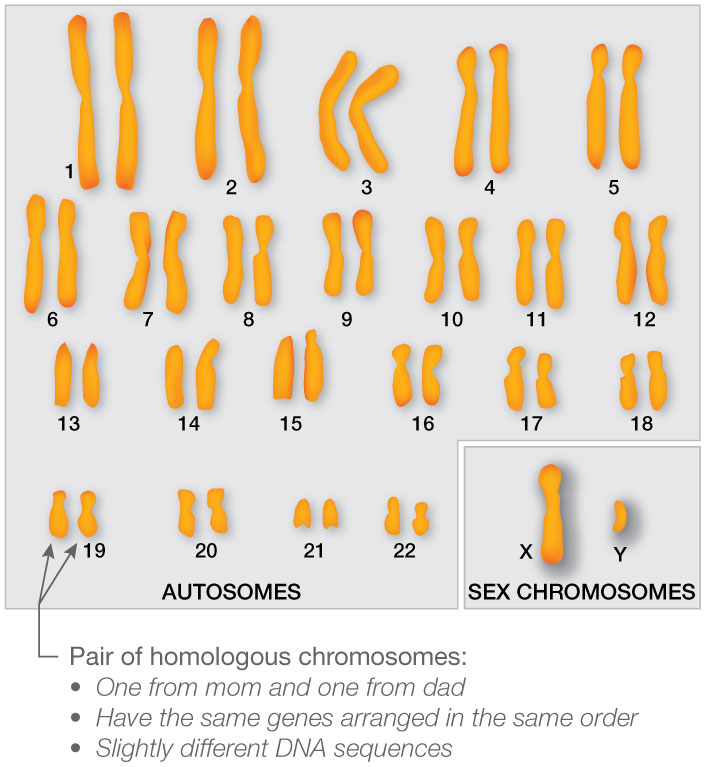 1 2 3 4 5
6 7 8 9 10 11 12
13 14 15 16 17 18
19 20 21 22
X Y
AUTOSOMES
SEX CHROMOSOMES
Pair of homologous chromosomes:
• One from mom and one from dad
• Have the same genes arranged in the same order
• Slightly different DNA sequences